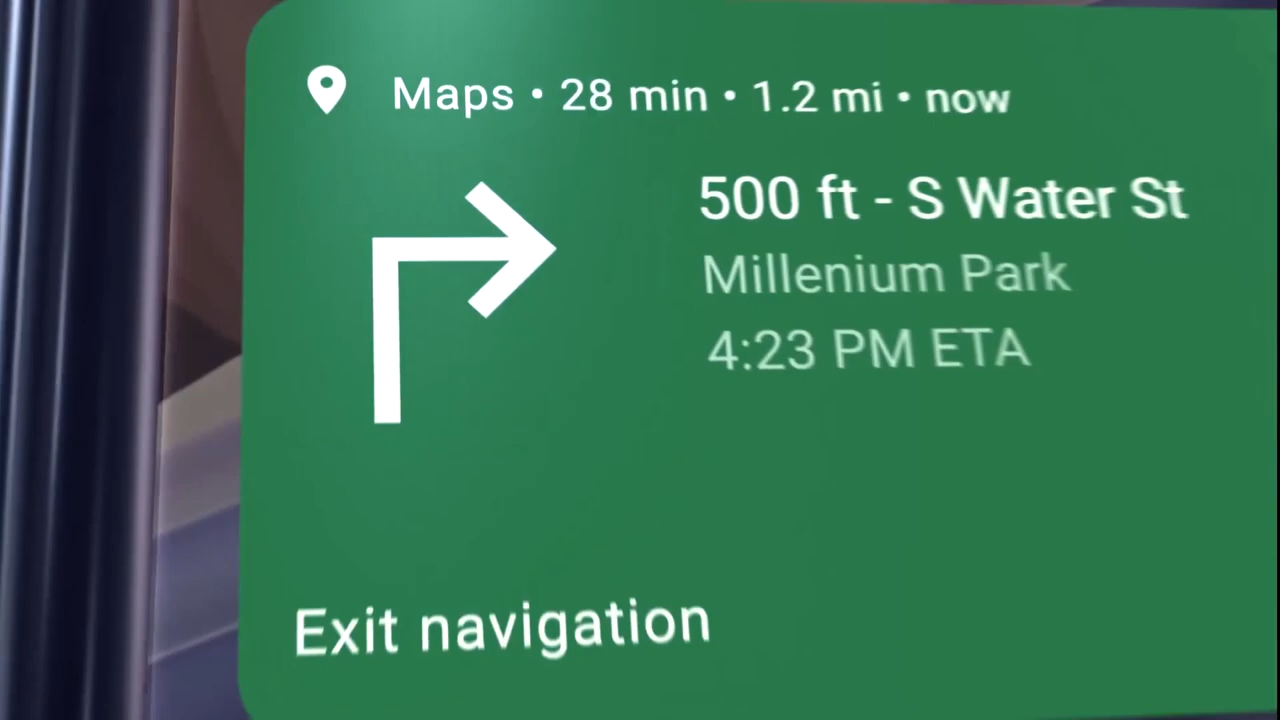 Maps • 28 min • 1.2 mi • now
500 ft - S Water St
Millenium Park
4:23 PM ETA
Exit navigation